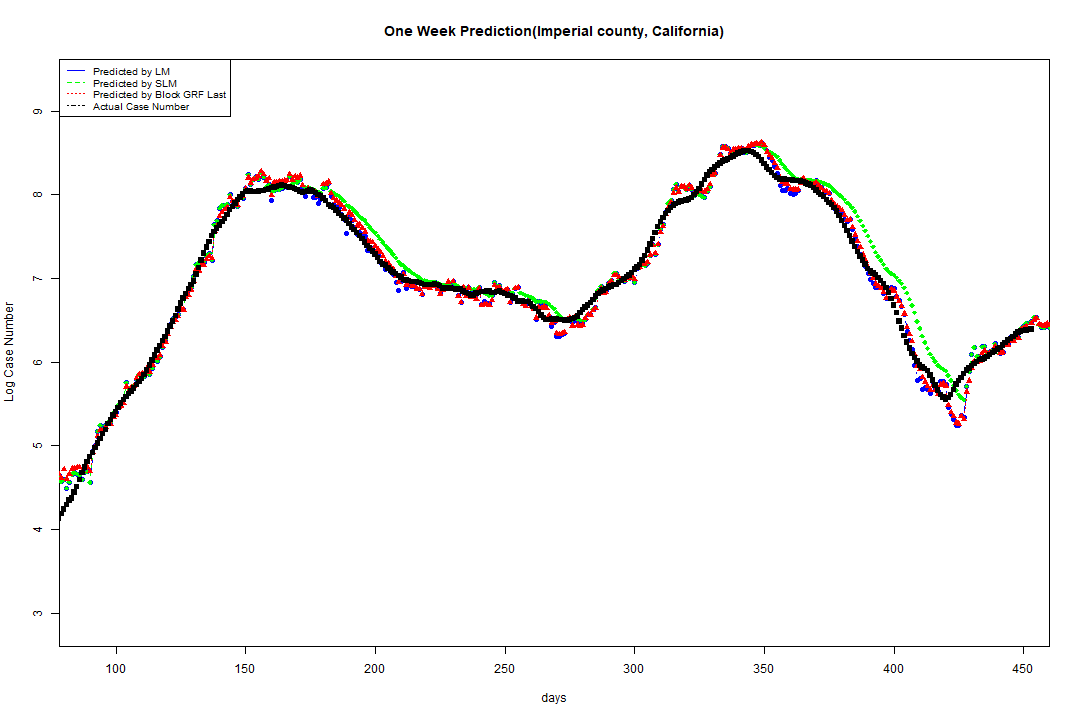 One Week Prediction(Imperial county, California)
Predicted by LM
Predicted by SLM
Predicted by Block GRF Last
Actual Case Number
Log Case Number
9
8
7
6
5
4
3
100 150 200 250 300 350 400 450
days